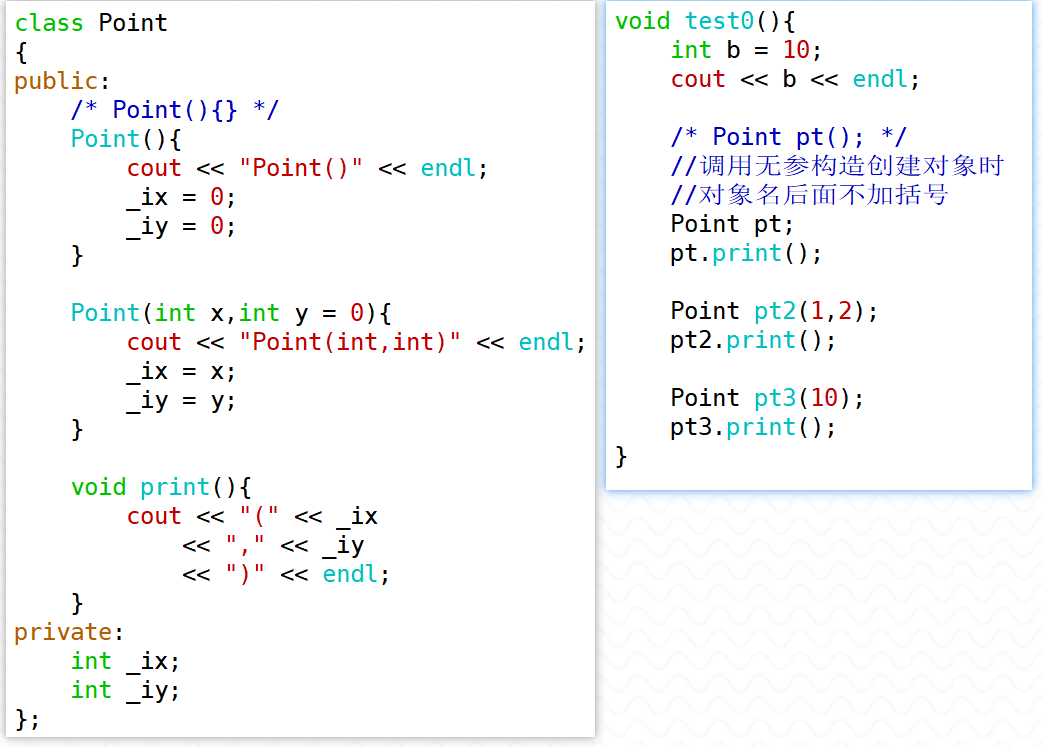 class Point
{
public:
    /* Point(){} */
    Point(){
        cout << "Point()" << endl;
        _ix = 0;
        _iy = 0;
    }

    Point(int x,int y = 0){
        cout << "Point(int,int)" << endl;
        _ix = x;
        _iy = y;
    }

    void print(){
        cout << "(" << _ix
            << "," << _iy
            << ")" << endl;
    }
private:
    int _ix;
    int _iy;
};
void test0(){
    int b = 10;
    cout << b << endl;

    /* Point pt(); */
    //调用无参构造创建对象时
    //对象名后面不加括号
    Point pt;
    pt.print();

    Point pt2(1,2);
    pt2.print();

    Point pt3(10);
    pt3.print();
}